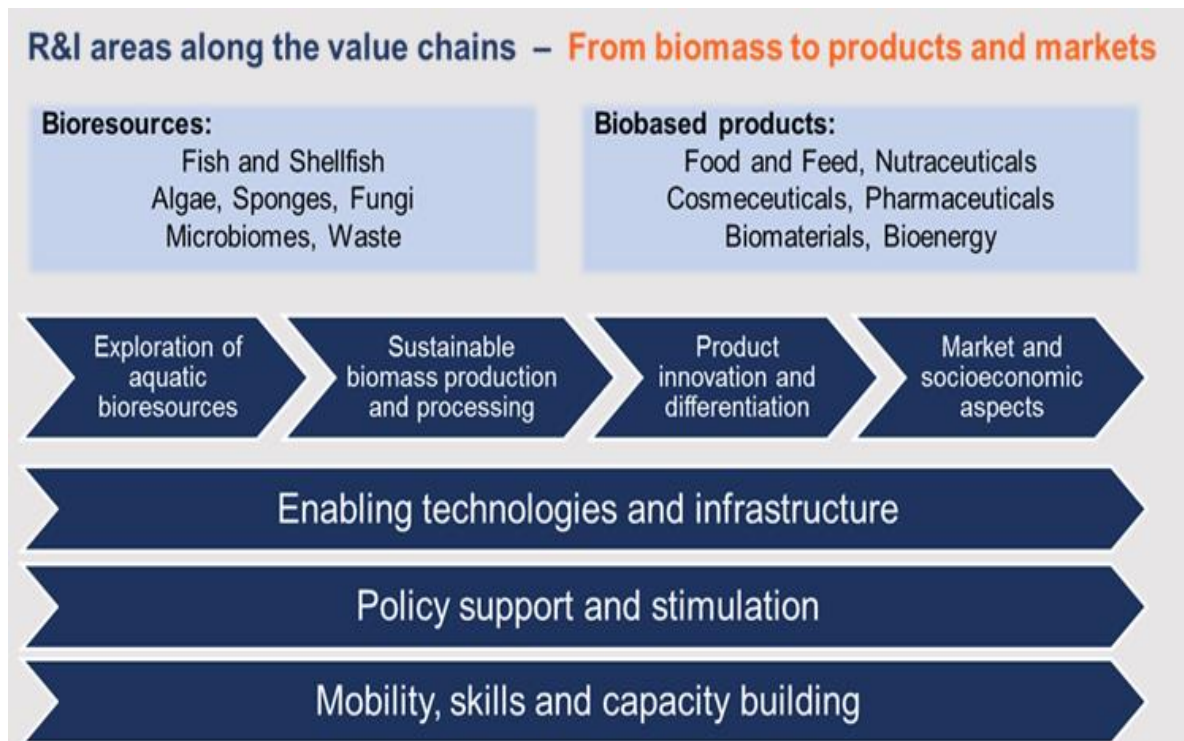 R&I areas along the value chains – From biomass to products and markets
Bioresources:
Fish and Shellfish
Algae, Sponges, Fungi
Microbiomes, Waste
Biobased products:
Food and Feed, Nutraceuticals
Cosmeceuticals, Pharmaceuticals
Biomaterials, Bioenergy
Exploration of
aquatic
bioresources
Sustainable
biomass production
and processing
Product
innovation and
differentiation
Market and
socioeconomic
aspects
Enabling technologies and infrastructure
Policy support and stimulation
Mobility, skills and capacity building